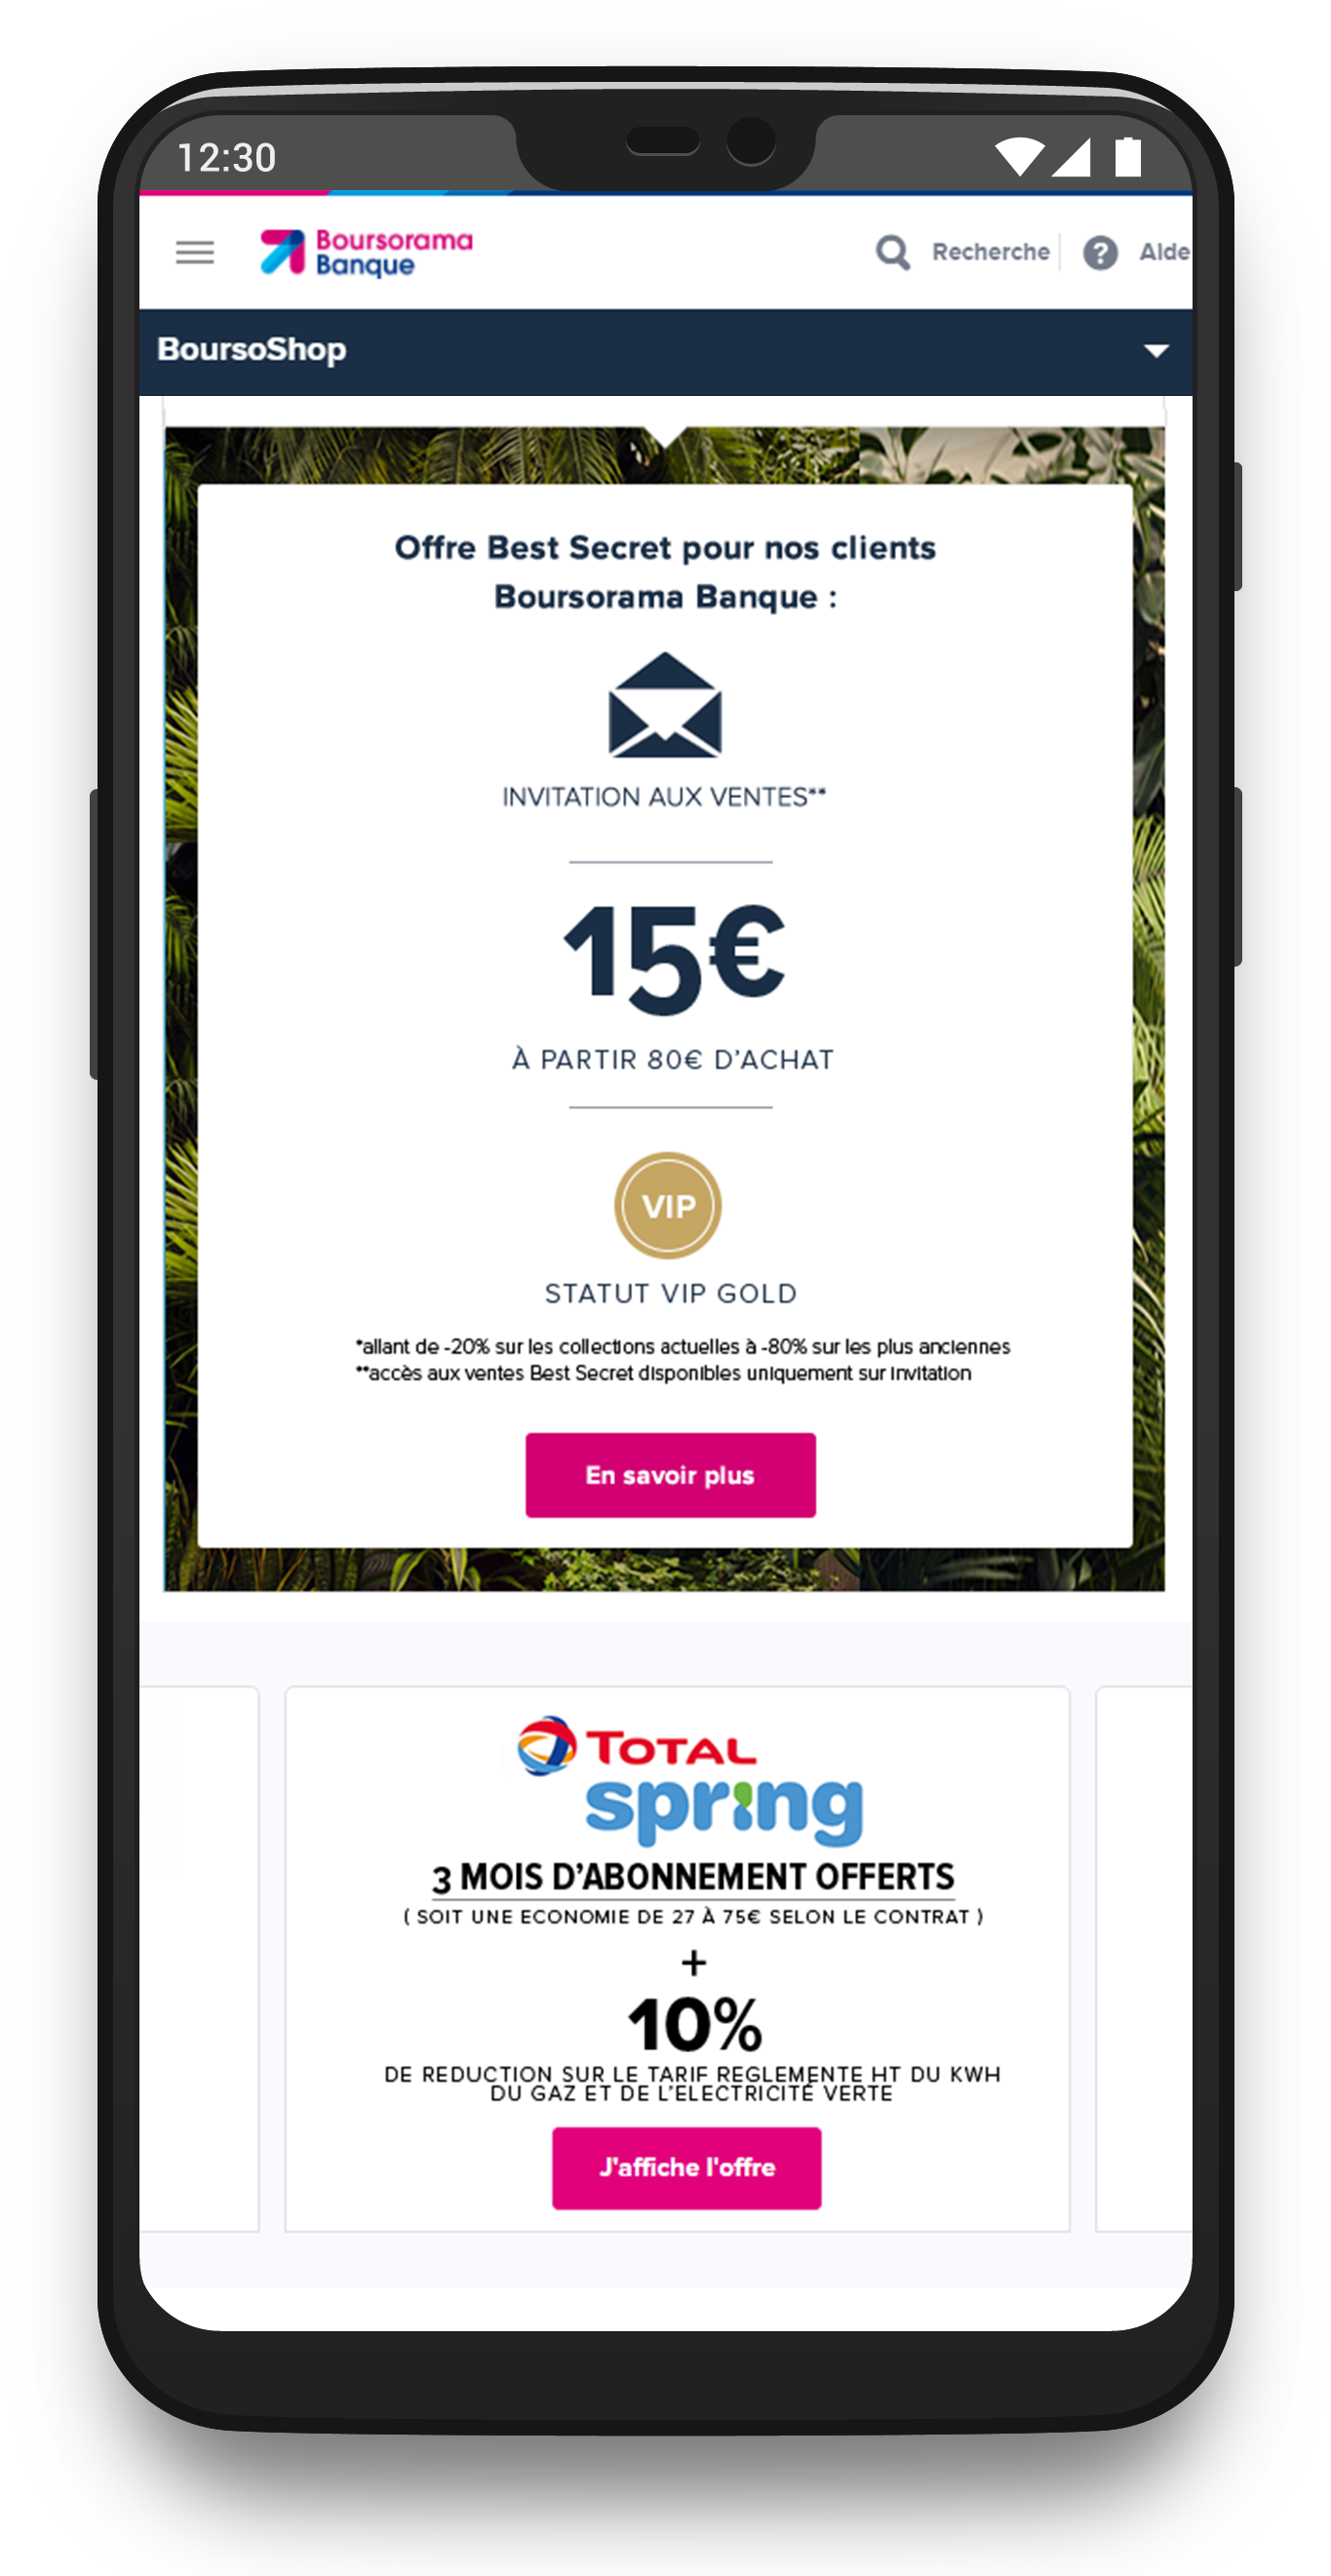 12:30
Boursorama
Banque
Recherche
Aide
BoursoShop
Offre Best Secret pour nos clients
Boursorama Banque :
INVITATION AUX VENTES**
15€
À PARTIR 80€ D'ACHAT
VIP
STATUT VIP GOLD
*allant de -20% sur les collections actuelles à -80% sur les plus anciennes
**accès aux ventes Best Secret disponibles uniquement sur invitation
En savoir plus
TOTAL
spring
3 MOIS D'ABONNEMENT OFFERTS
( SOIT UNE ECONOMIE DE 27 À 75€ SELON LE CONTRAT )
+
10%
DE REDUCTION SUR LE TARIF REGLEMENTE HT DU KWH
DU GAZ ET DE L'ELECTRICITÉ VERTE
J'affiche l'offre